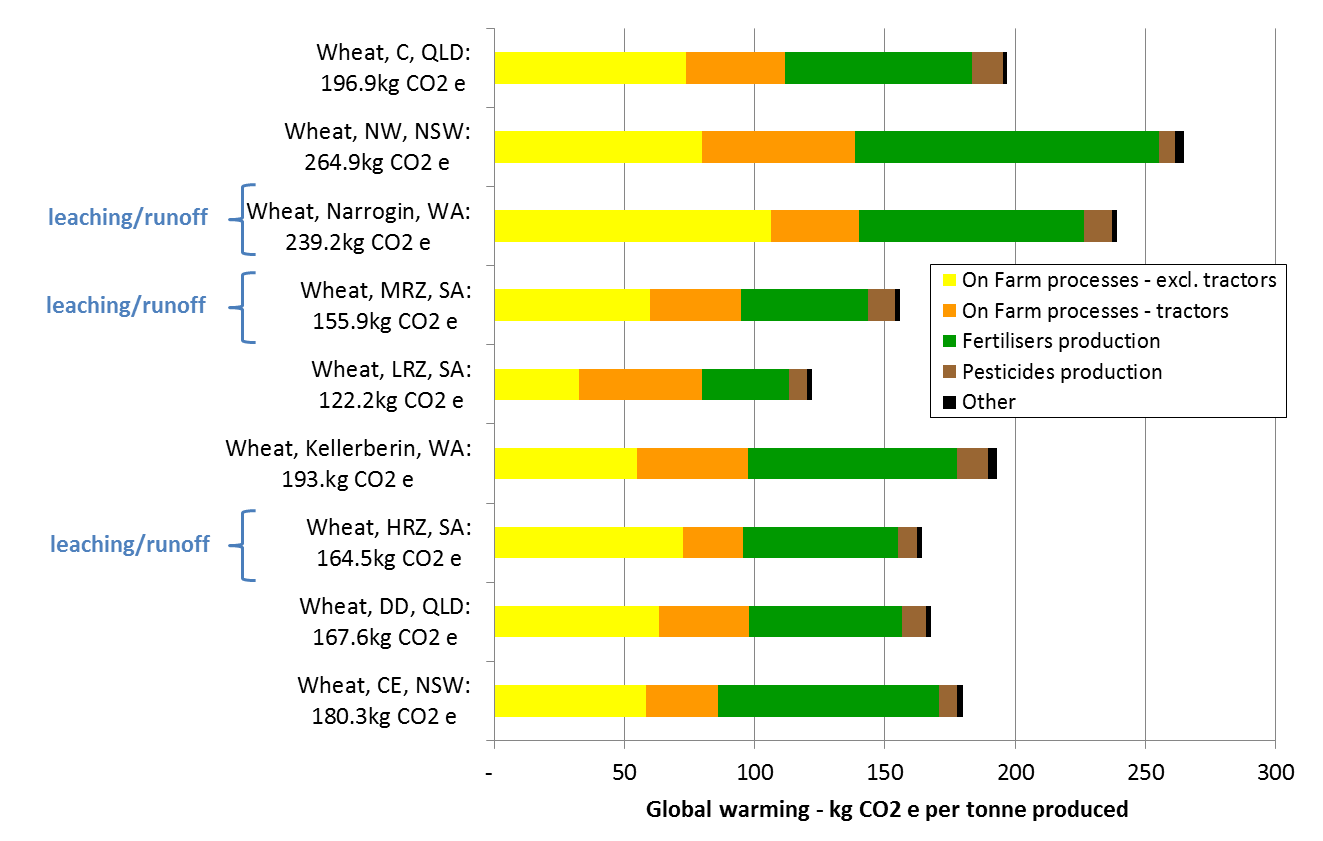 Wheat, C, QLD:
196.9kg CO2 e
Wheat, NW, NSW:
264.9kg CO2 e
leaching/runoff
Wheat, Narrogin, WA:
239.2kg CO2 e
leaching/runoff
Wheat, MRZ, SA:
155.9kg CO2 e
Wheat, LRZ, SA:
122.2kg CO2 e
Wheat, Kellerberin, WA:
193.kg CO2 e
leaching/runoff
Wheat, HRZ, SA:
164.5kg CO2 e
Wheat, DD, QLD:
167.6kg CO2 e
Wheat, CE, NSW:
180.3kg CO2 e
On Farm processes - excl. tractors
On Farm processes - tractors
Fertilisers production
Pesticides production
Other
- 50 100 150 200 250 300
Global warming - kg CO2 e per tonne produced